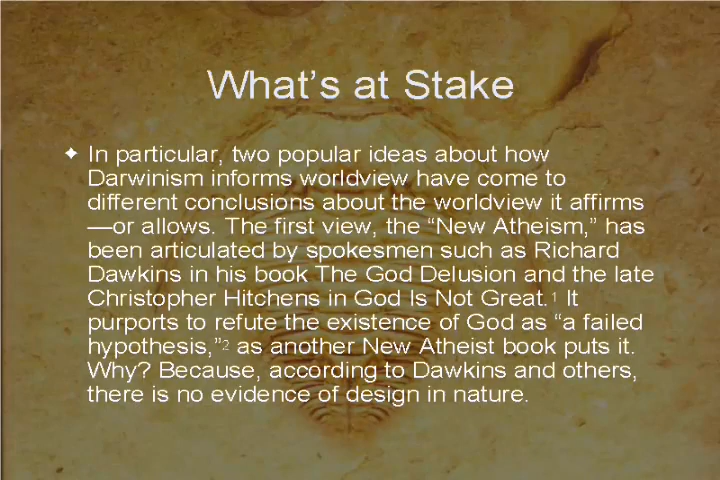 What's at Stake
✦ In particular, two popular ideas about how
Darwinism informs worldview have come to
different conclusions about the worldview it affirms
—or allows. The first view, the “New Atheism,” has
been articulated by spokesmen such as Richard
Dawkins in his book The God Delusion and the late
Christopher Hitchens in God Is Not Great.1 It
purports to refute the existence of God as “a failed
hypothesis,”2 as another New Atheist book puts it.
Why? Because, according to Dawkins and others,
there is no evidence of design in nature.